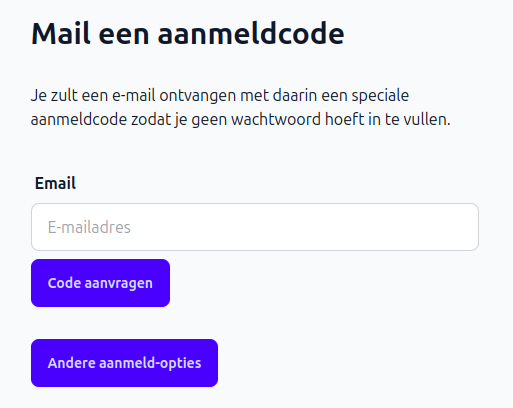 Mail een aanmeldcode
Je zult een e-mail ontvangen met daarin een speciale
aanmeldcode zodat je geen wachtwoord hoeft in te vullen.
Email
E-mailadres
Code aanvragen
Andere aanmeld-opties